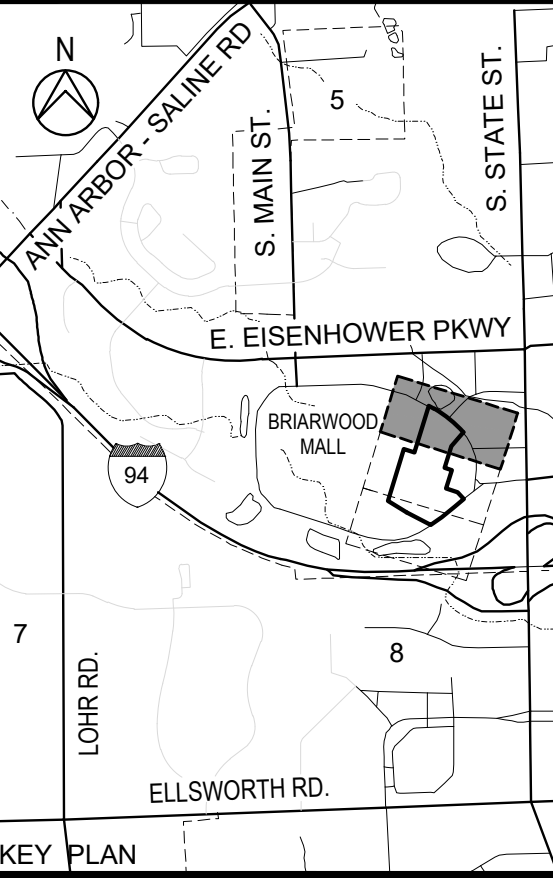 N
ANN ARBOR - SALINE RD
5
S. MAIN ST.
S. STATE ST.
E. EISENHOWER PKWY
BRIARWOOD
MALL
94
7
8
LOHR RD.
ELLSWORTH RD.
KEY PLAN